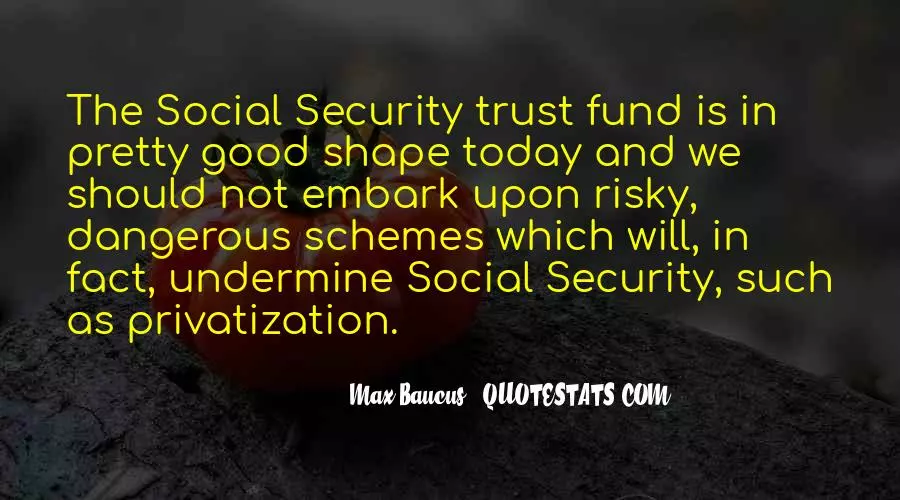 The Social Security trust fund is in
pretty good shape today and we
should not embark upon risky,
dangerous schemes which will, in
fact, undermine Social Security, such
as privatization.
Max Baucus QUOTESTATS.COM